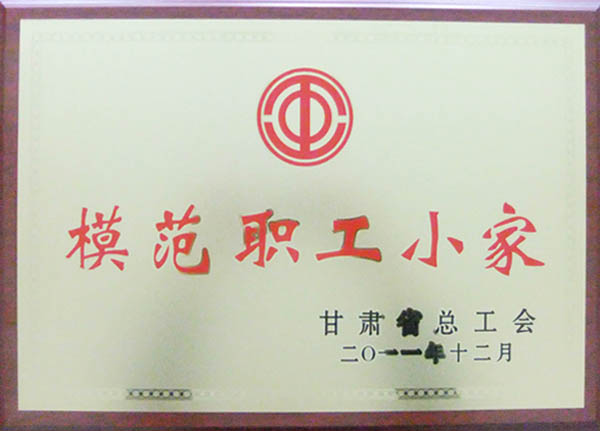 模范职工小家
甘肃省总工会
二〇一一年十二月